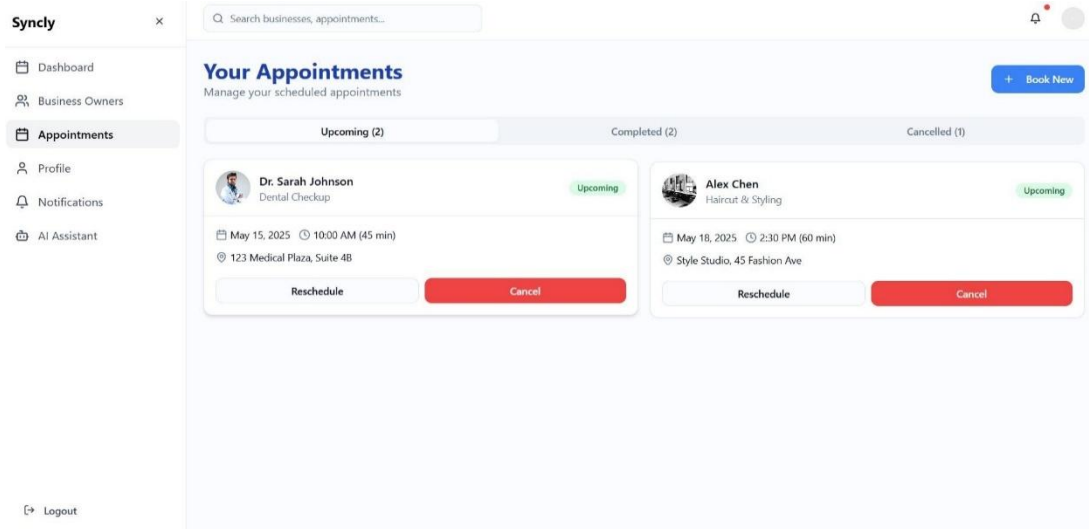 Syncly
Search businesses, appointments...
Dashboard
Business Owners
Appointments
Profile
Notifications
AI Assistant
Logout
Your Appointments
Manage your scheduled appointments
+ Book New
Upcoming (2)
Completed (2)
Cancelled (1)
Dr. Sarah Johnson
Dental Checkup
Upcoming
May 15, 2025 10:00 AM (45 min)
123 Medical Plaza, Suite 4B
Reschedule
Cancel
Alex Chen
Haircut & Styling
Upcoming
May 18, 2025 2:30 PM (60 min)
Style Studio, 45 Fashion Ave
Reschedule
Cancel